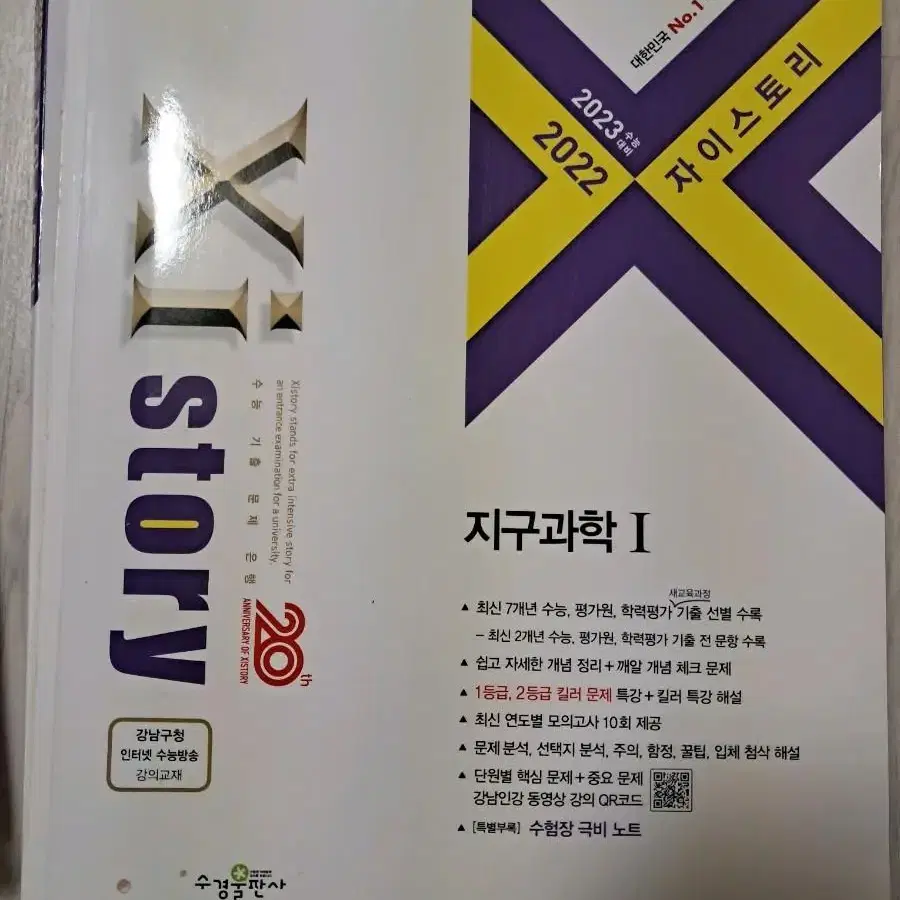 대한민국 No.1
2023 수능 대비
2022
자이스토리
Xi story
Xistory stands for extra intensive story for
an entrance examination for a university.
수능 기출 문제 은행
20th
ANNIVERSARY OF XISTORY
지구과학 I
새교육과정
▲ 최신 7개년 수능, 평가원, 학력평가 기출 선별 수록
– 최신 2개년 수능, 평가원, 학력평가 기출 전 문항 수록
▲ 쉽고 자세한 개념 정리+깨알 개념 체크 문제
▲ 1등급, 2등급 킬러 문제 특강+킬러 특강 해설
▲ 최신 연도별 모의고사 10회 제공
▲ 문제 분석, 선택지 분석, 주의, 함정, 꿀팁, 입체 첨삭 해설
▲ 단원별 핵심 문제+중요 문제
강남인강 동영상 강의 QR코드
▲ [특별부록] 수험장 극비 노트
강남구청
인터넷 수능방송
강의교재
수경출판사